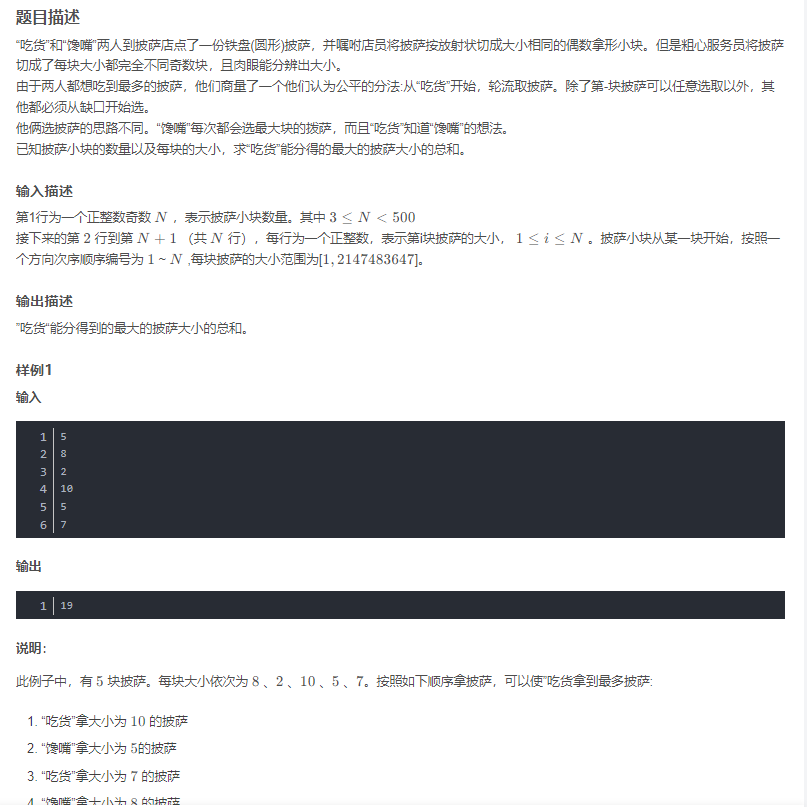 题目描述
“吃货”和“馋嘴”两人到披萨店点了一份铁盘(圆形)披萨，并嘱咐店员将披萨按放射状切成大小相同的偶数拿形小块。但是粗心服务员将披萨
切成了每块大小都完全不同奇数块，且肉眼能分辨出大小。
由于两人都想吃到最多的披萨，他们商量了一个他们认为公平的分法:从“吃货”开始，轮流取披萨。除了第-块披萨可以任意选取以外，其
他都必须从缺口开始选。
他俩选披萨的思路不同。“馋嘴”每次都会选最大块的拨萨，而且“吃货”知道“馋嘴”的想法。
已知披萨小块的数量以及每块的大小，求“吃货”能分得的最大的披萨大小的总和。
输入描述
第1行为一个正整数奇数 N ，表示披萨小块数量。其中 3 ≤ N < 500
接下来的第 2 行到第 N + 1 （共 N 行），每行为一个正整数，表示第i块披萨的大小， 1 ≤ i ≤ N 。披萨小块从某一块开始，按照一
个方向次序顺序编号为 1 ~ N ,每块披萨的大小范围为[1, 2147483647]。
输出描述
”吃货“能分得到的最大的披萨大小的总和。
样例1
输入
1 5
2 8
3 2
4 10
5 5
6 7
输出
1 19
说明：
此例子中，有 5 块披萨。每块大小依次为 8 、2 、10 、5 、7。按照如下顺序拿披萨，可以使”吃货拿到最多披萨:
1. “吃货”拿大小为 10 的披萨
2. “馋嘴”拿大小为 5的披萨
3. “吃货”拿大小为 7 的披萨
4. “馋嘴”拿大小为 8 的披萨